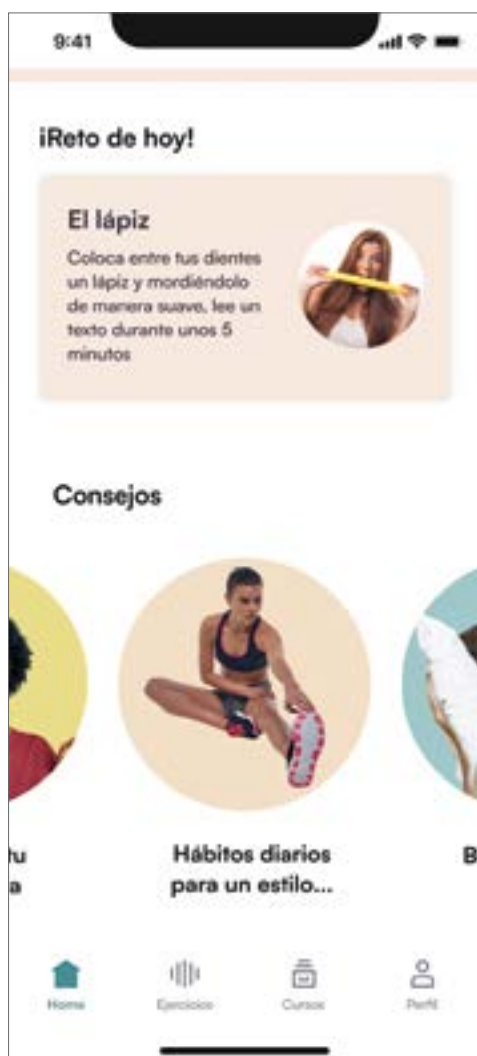 9:41
¡Reto de hoy!
El lápiz
Coloca entre tus dientes
un lápiz y mordiéndolo
de manera suave, lee un
texto durante unos 5
minutos
Consejos
tu
a
Hábitos diarios
para un estilo...
B
Home
Ejercicios
Cursos
Perfil